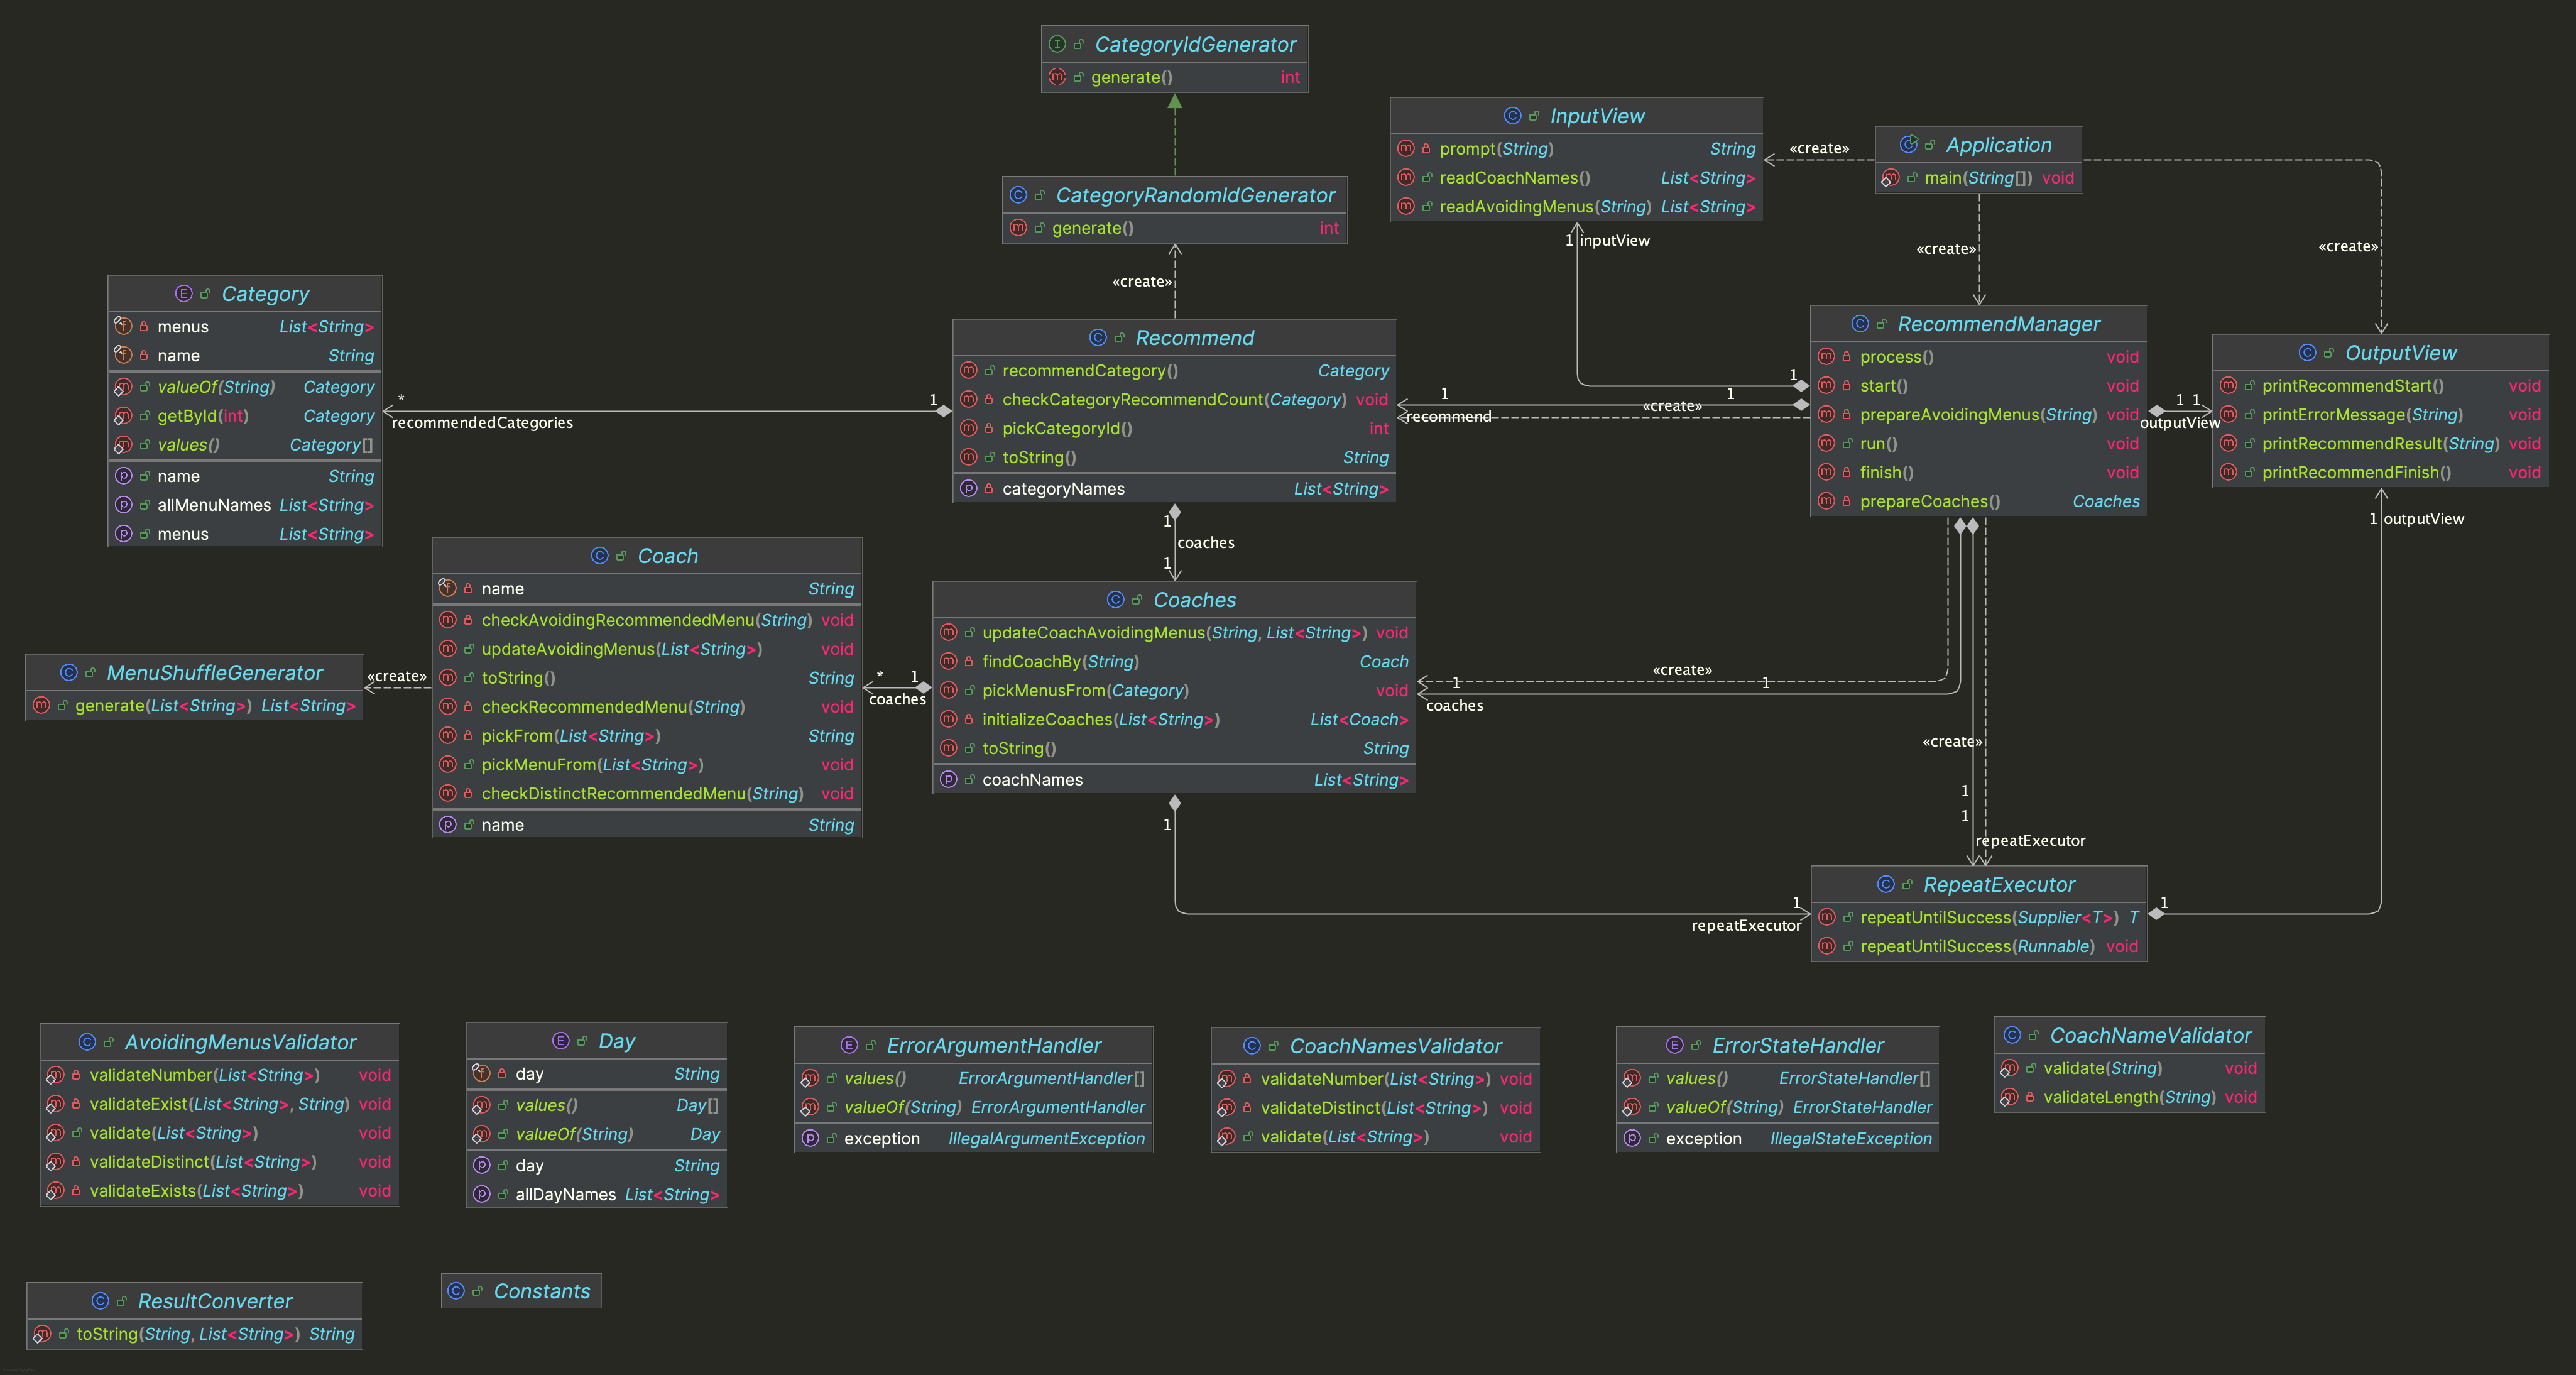 CategoryIdGenerator
generate() int
CategoryRandomIdGenerator
generate() int
«create»
InputView
prompt(String) String
readCoachNames() List<String>
readAvoidingMenus(String) List<String>
1 inputView
«create»
Application
main(String[]) void
«create»
«create»
Category
menus List<String>
name String
valueOf(String) Category
getById(int) Category
values() Category[]
name String
allMenuNames List<String>
menus List<String>
*
recommendedCategories
1
Recommend
recommendCategory() Category
checkCategoryRecommendCount(Category) void
pickCategoryId() int
toString() String
categoryNames List<String>
1
recommend
«create»
1
1
RecommendManager
process() void
start() void
prepareAvoidingMenus(String) void
run() void
finish() void
prepareCoaches() Coaches
1 1
outputView
OutputView
printRecommendStart() void
printErrorMessage(String) void
printRecommendResult(String) void
printRecommendFinish() void
1 outputView
1
coaches
1
Coach
name String
checkAvoidingRecommendedMenu(String) void
updateAvoidingMenus(List<String>) void
toString() String
checkRecommendedMenu(String) void
pickFrom(List<String>) String
pickMenuFrom(List<String>) void
checkDistinctRecommendedMenu(String) void
name String
MenuShuffleGenerator
generate(List<String>) List<String>
«create»
* 1
coaches
Coaches
updateCoachAvoidingMenus(String, List<String>) void
findCoachBy(String) Coach
pickMenusFrom(Category) void
initializeCoaches(List<String>) List<Coach>
toString() String
coachNames List<String>
«create»
1 1
coaches
«create»
1
1
repeatExecutor
1
1
repeatExecutor
RepeatExecutor
repeatUntilSuccess(Supplier<T>) T
repeatUntilSuccess(Runnable) void
1
AvoidingMenusValidator
validateNumber(List<String>) void
validateExist(List<String>, String) void
validate(List<String>) void
validateDistinct(List<String>) void
validateExists(List<String>) void
Day
day String
values() Day[]
valueOf(String) Day
day String
allDayNames List<String>
ErrorArgumentHandler
values() ErrorArgumentHandler[]
valueOf(String) ErrorArgumentHandler
exception IllegalArgumentException
CoachNamesValidator
validateNumber(List<String>) void
validateDistinct(List<String>) void
validate(List<String>) void
ErrorStateHandler
values() ErrorStateHandler[]
valueOf(String) ErrorStateHandler
exception IllegalStateException
CoachNameValidator
validate(String) void
validateLength(String) void
ResultConverter
toString(String, List<String>) String
Constants